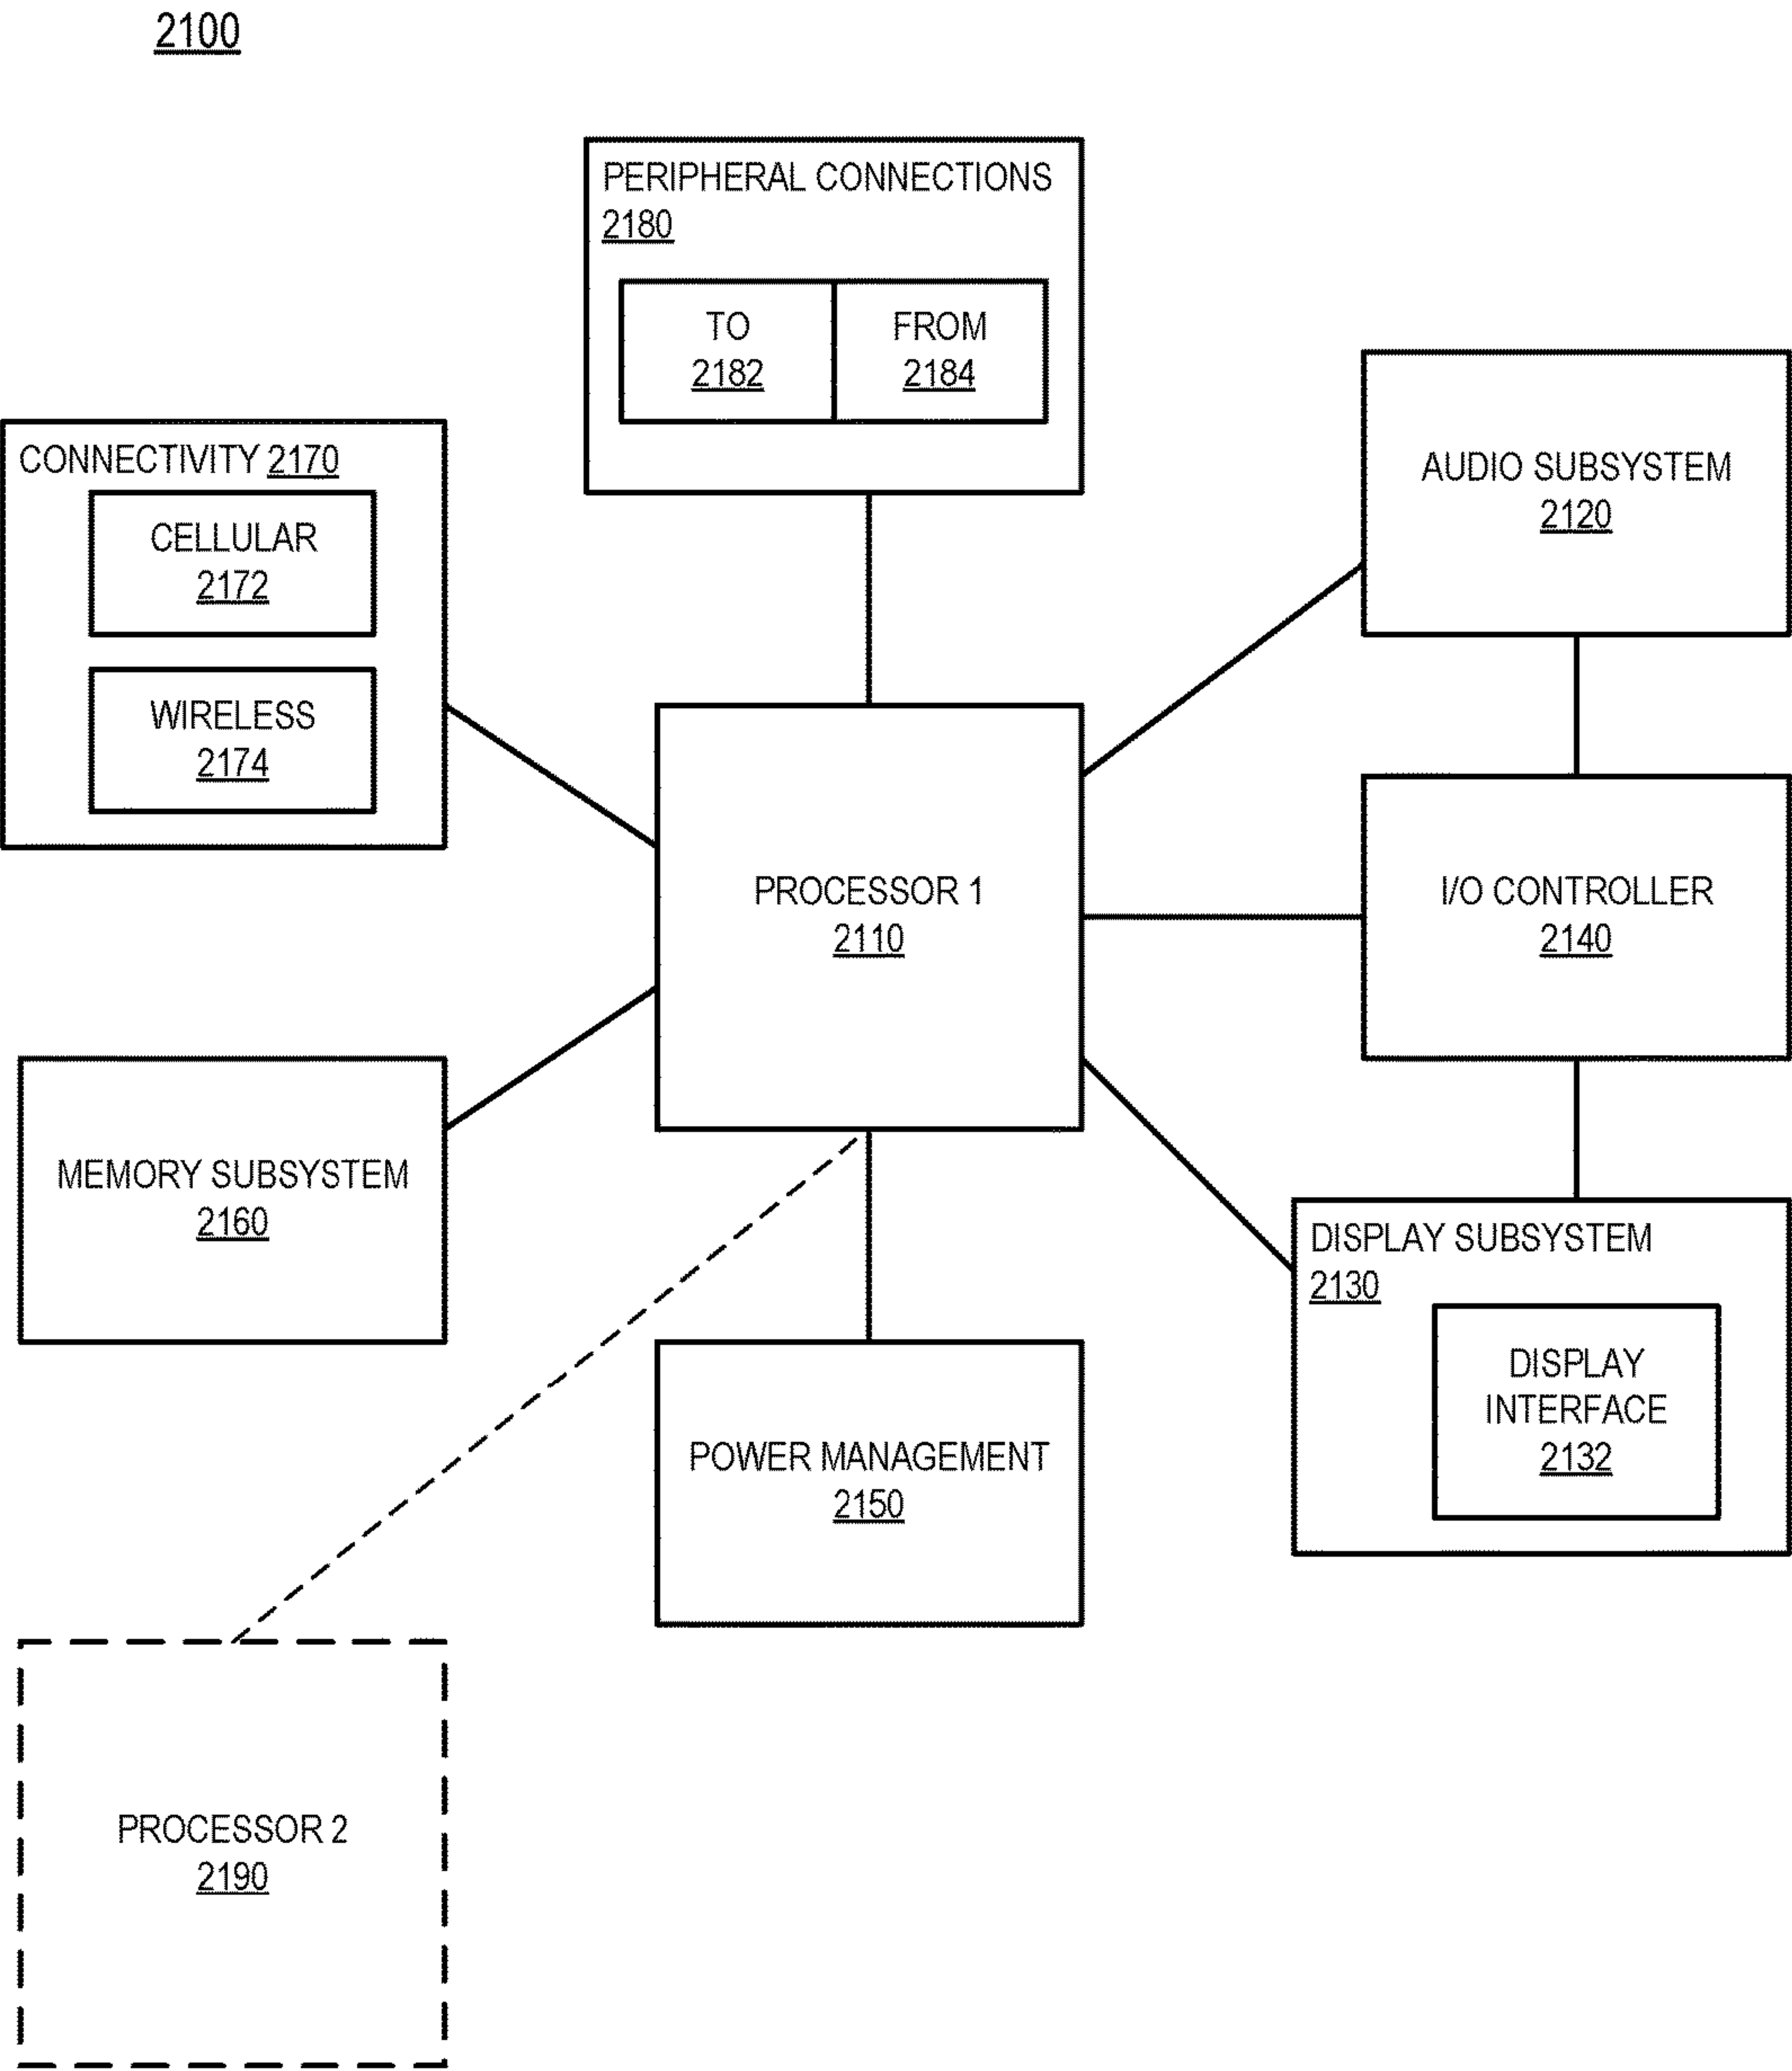 2100
PERIPHERAL CONNECTIONS
2180
TO
2182
FROM
2184
CONNECTIVITY 2170
CELLULAR
2172
WIRELESS
2174
AUDIO SUBSYSTEM
2120
PROCESSOR 1
2110
I/O CONTROLLER
2140
MEMORY SUBSYSTEM
2160
DISPLAY SUBSYSTEM
2130
DISPLAY
INTERFACE
2132
POWER MANAGEMENT
2150
PROCESSOR 2
2190